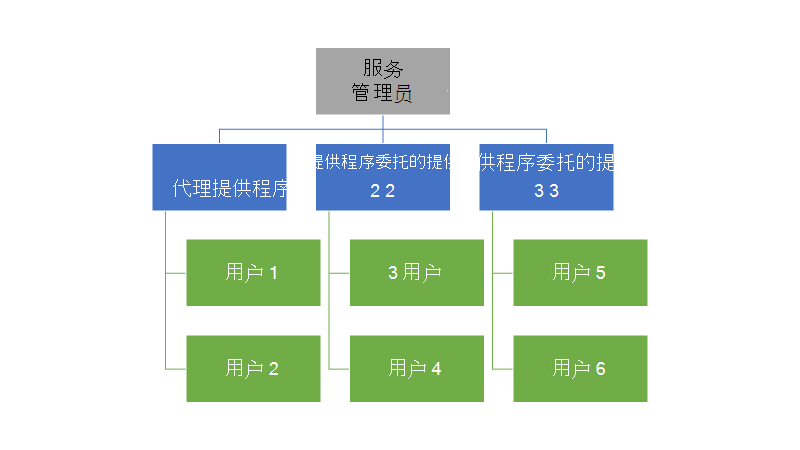 服务
管理员
代理提供程序
提供程序委托的提供
2 2
供程序委托的提
3 3
用户 1
3 用户
用户 5
用户 2
用户 4
用户 6